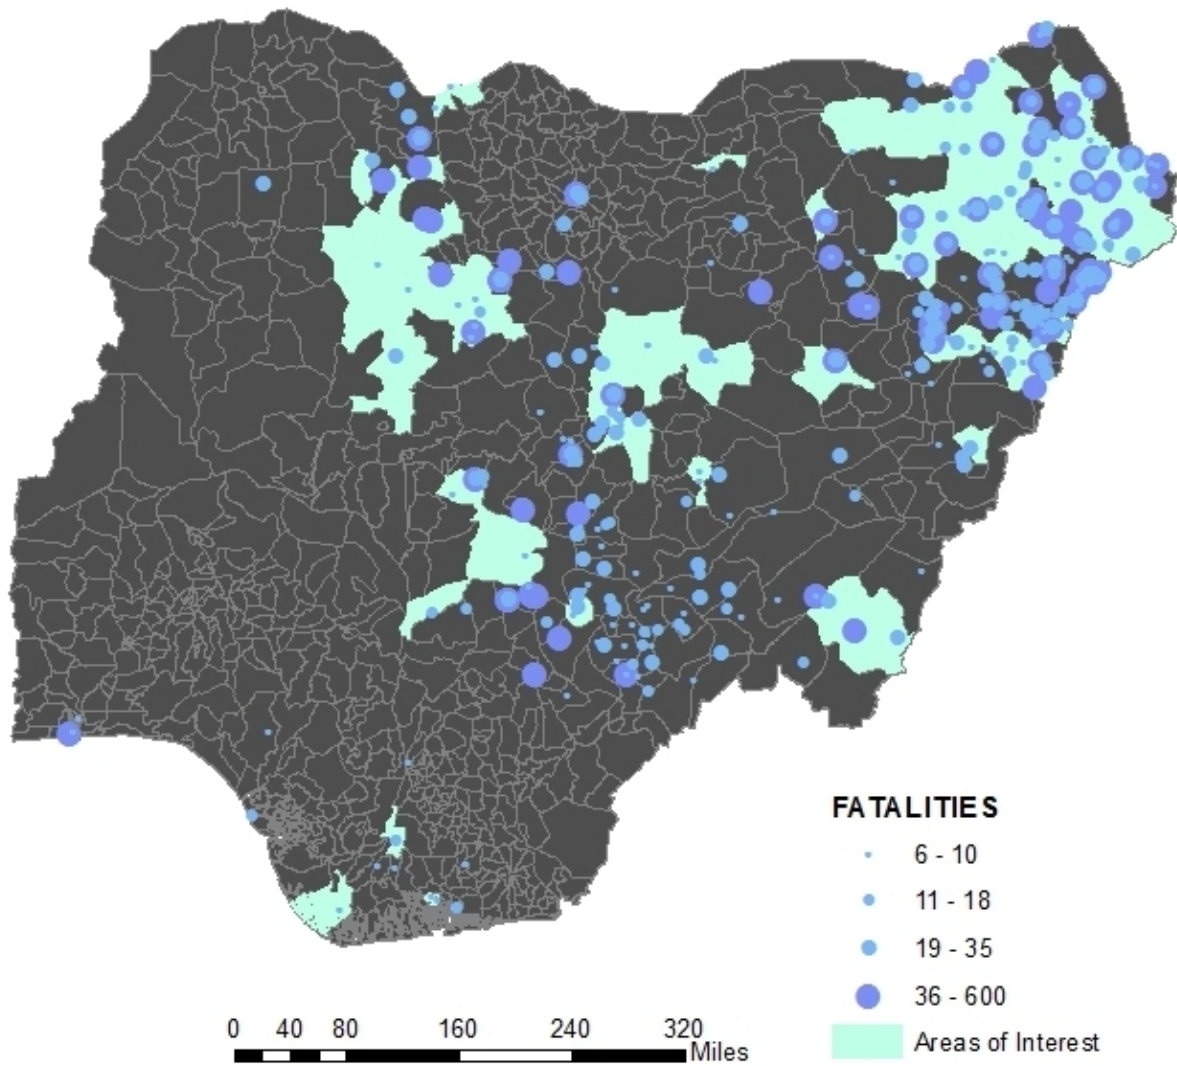 FATALITIES
6 - 10
11 - 18
19 - 35
36 - 600
Areas of Interest
0 40 80 160 240 320
Miles